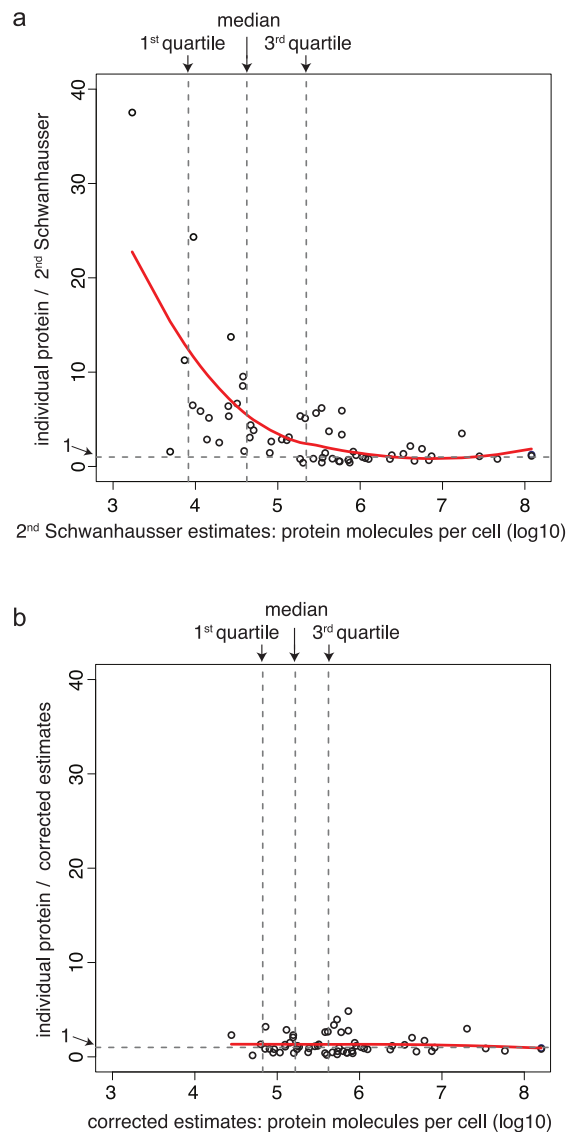 a
median
1st quartile 3rd quartile
individual protein / 2nd Schwanhausser
40
30
20
10
1
0
3 4 5 6 7 8
2nd Schwanhausser estimates: protein molecules per cell (log10)
b
median
1st quartile 3rd quartile
individual protein / corrected estimates
40
30
20
10
1
0
3 4 5 6 7 8
corrected estimates: protein molecules per cell (log10)